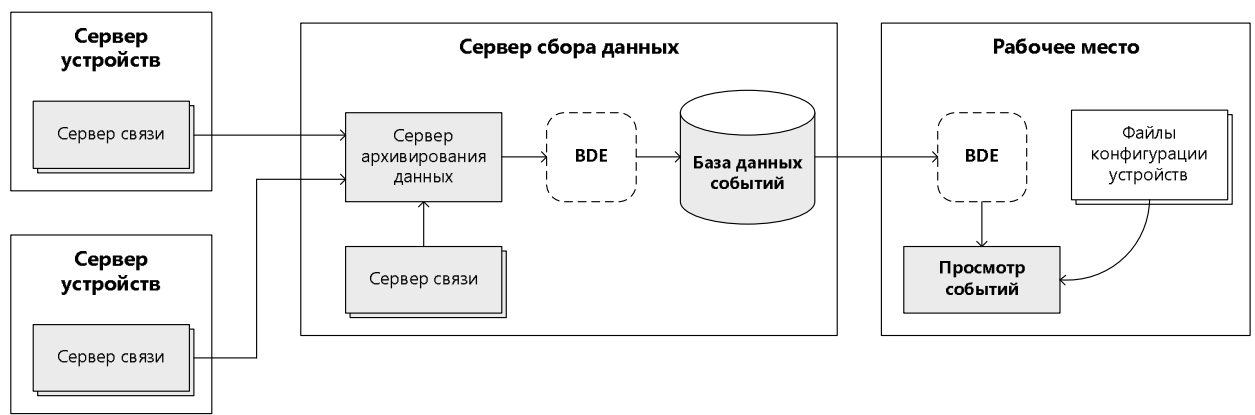 Сервер
устройств
Сервер связи
Сервер
устройств
Сервер связи
Сервер сбора данных
Сервер
архивирования
данных
BDE
База данных
событий
Сервер связи
Рабочее место
BDE
Файлы
конфигурации
устройств
Просмотр
событий